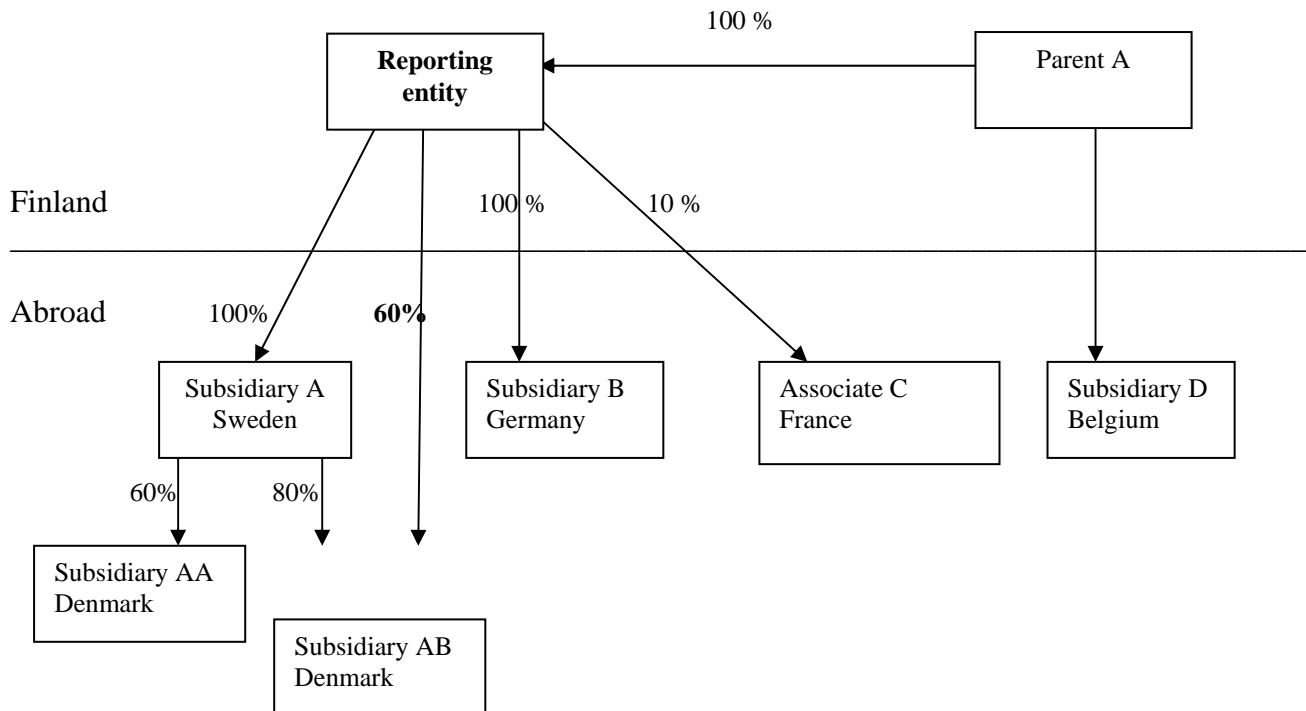 100 %
Reporting
entity
Parent A
Finland
100 %
10 %
Abroad
100%
60%
Subsidiary A
Sweden
Subsidiary B
Germany
Associate C
France
Subsidiary D
Belgium
60%
80%
Subsidiary AA
Denmark
Subsidiary AB
Denmark